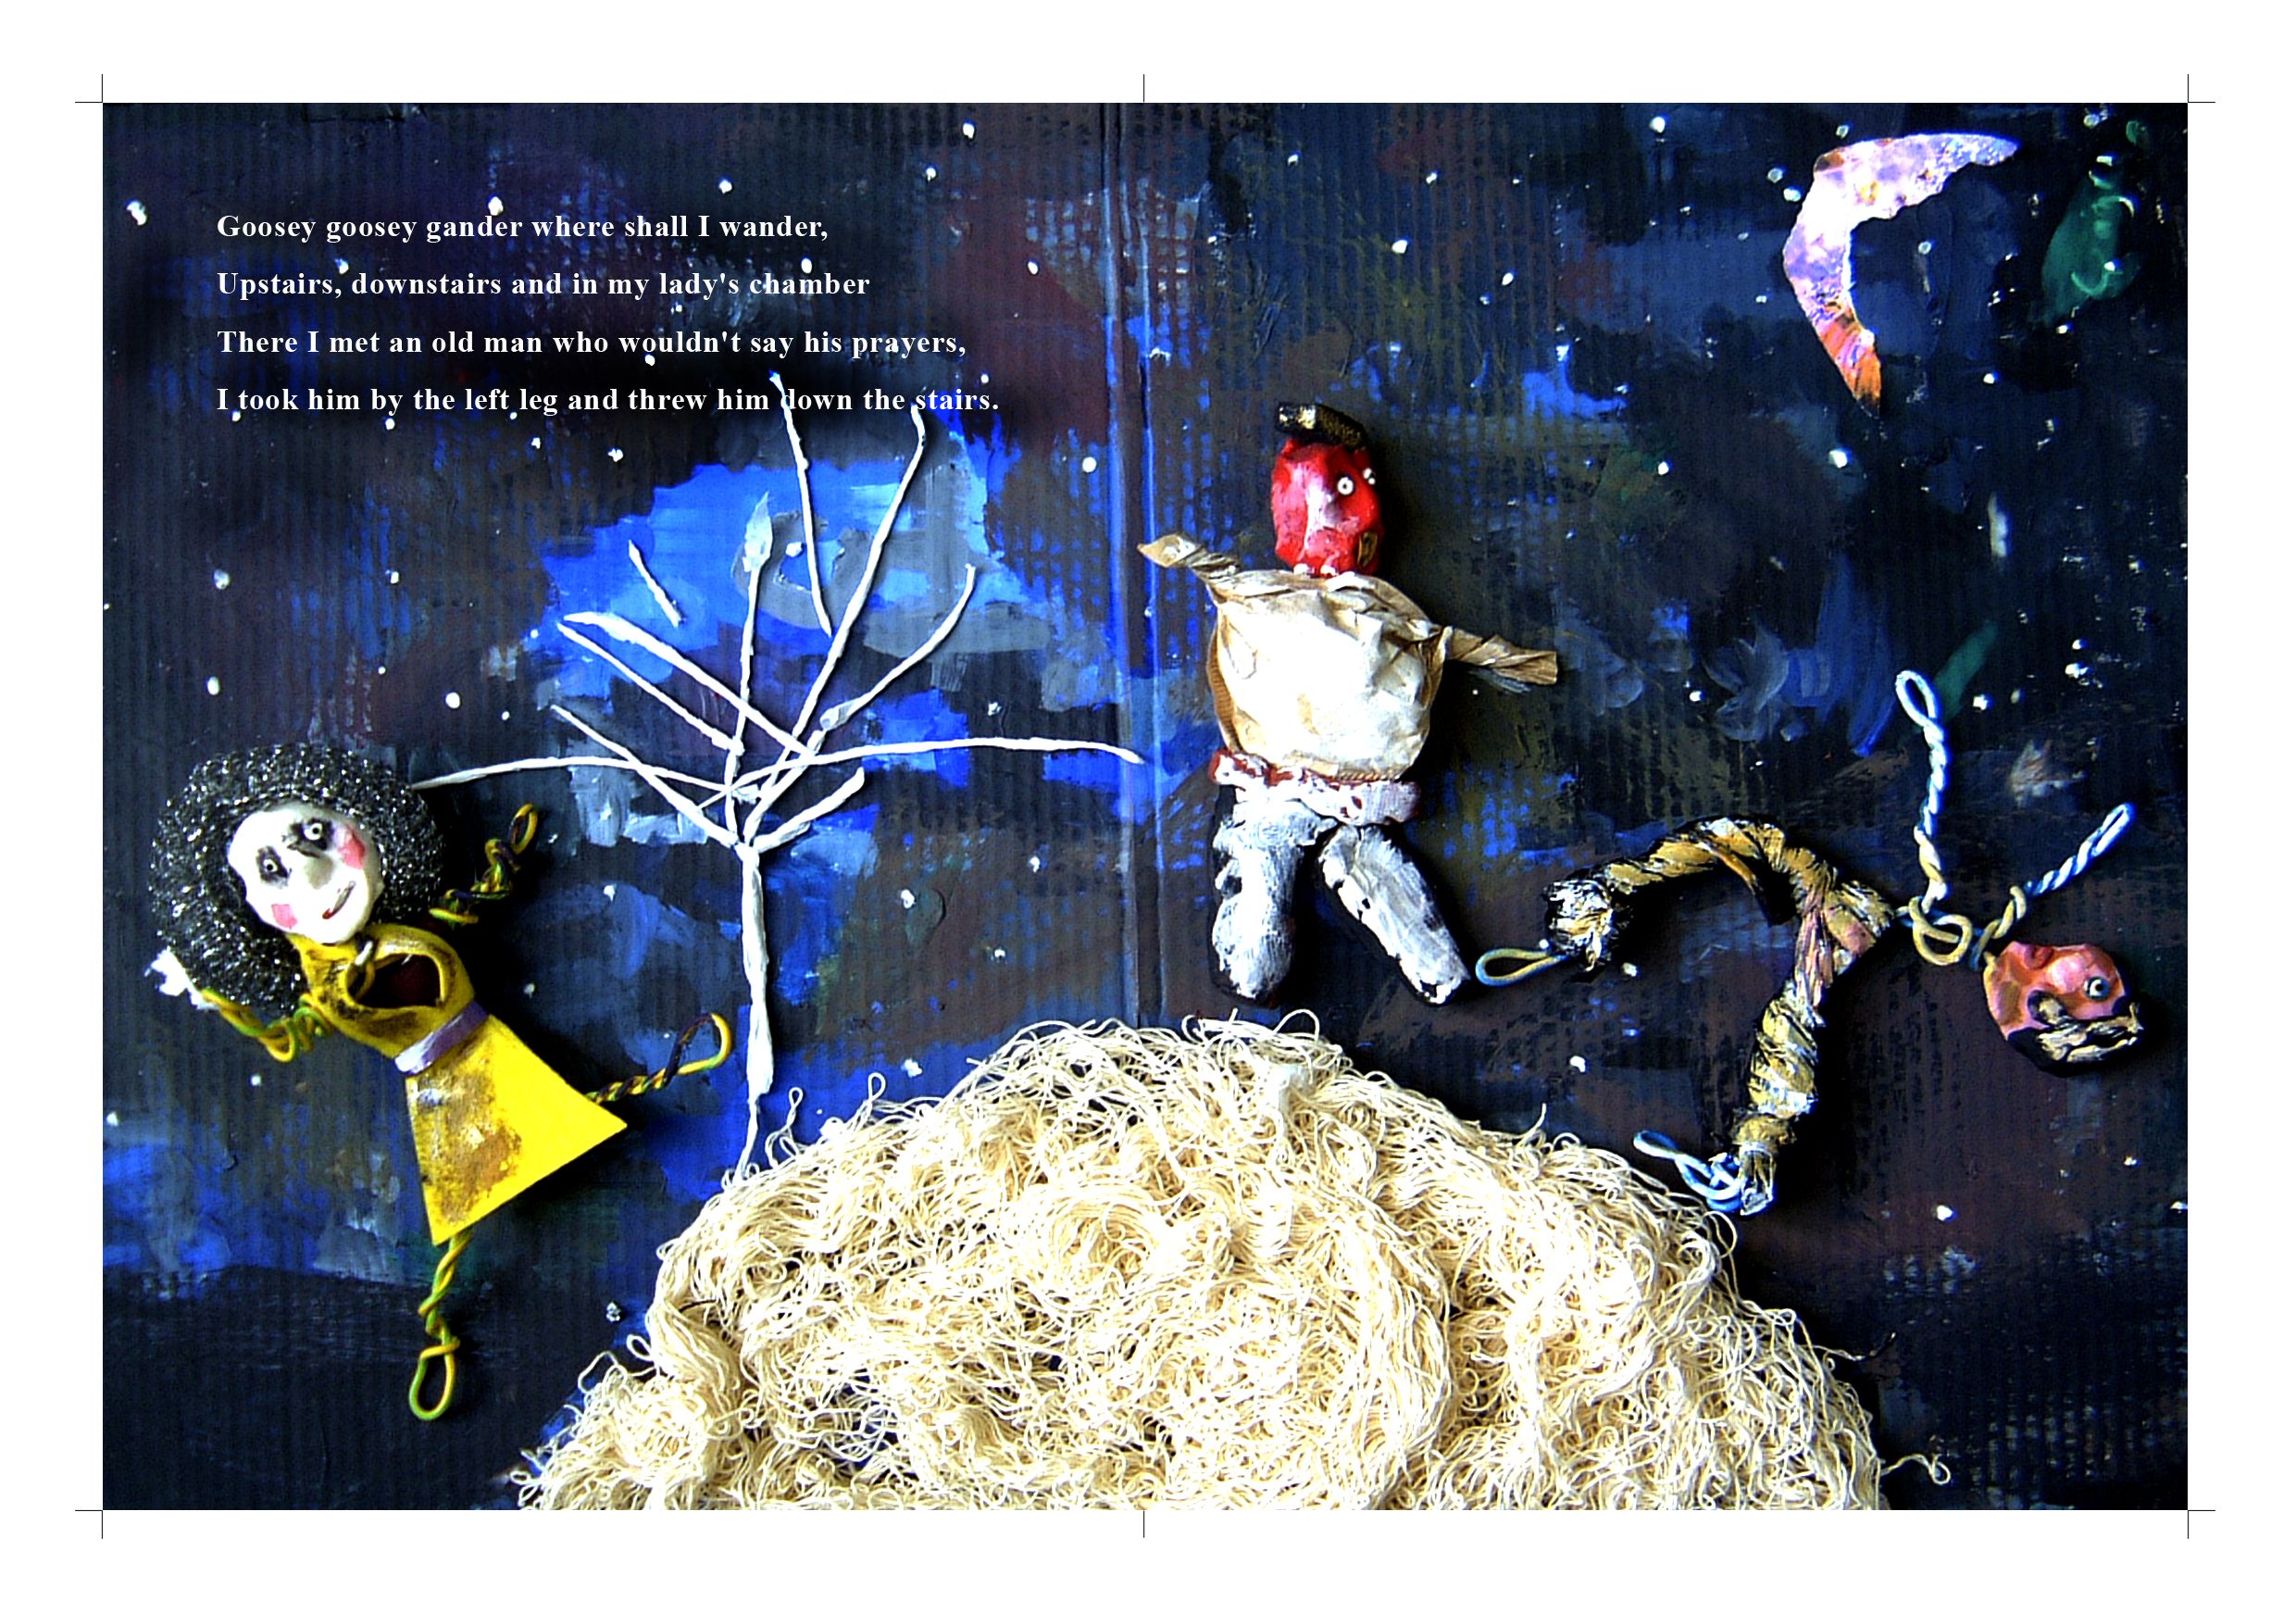 Goosey goosey gander where shall I wander,
Upstairs, downstairs and in my lady's chamber
There I met an old man who wouldn't say his prayers,
I took him by the left leg and threw him down the stairs.